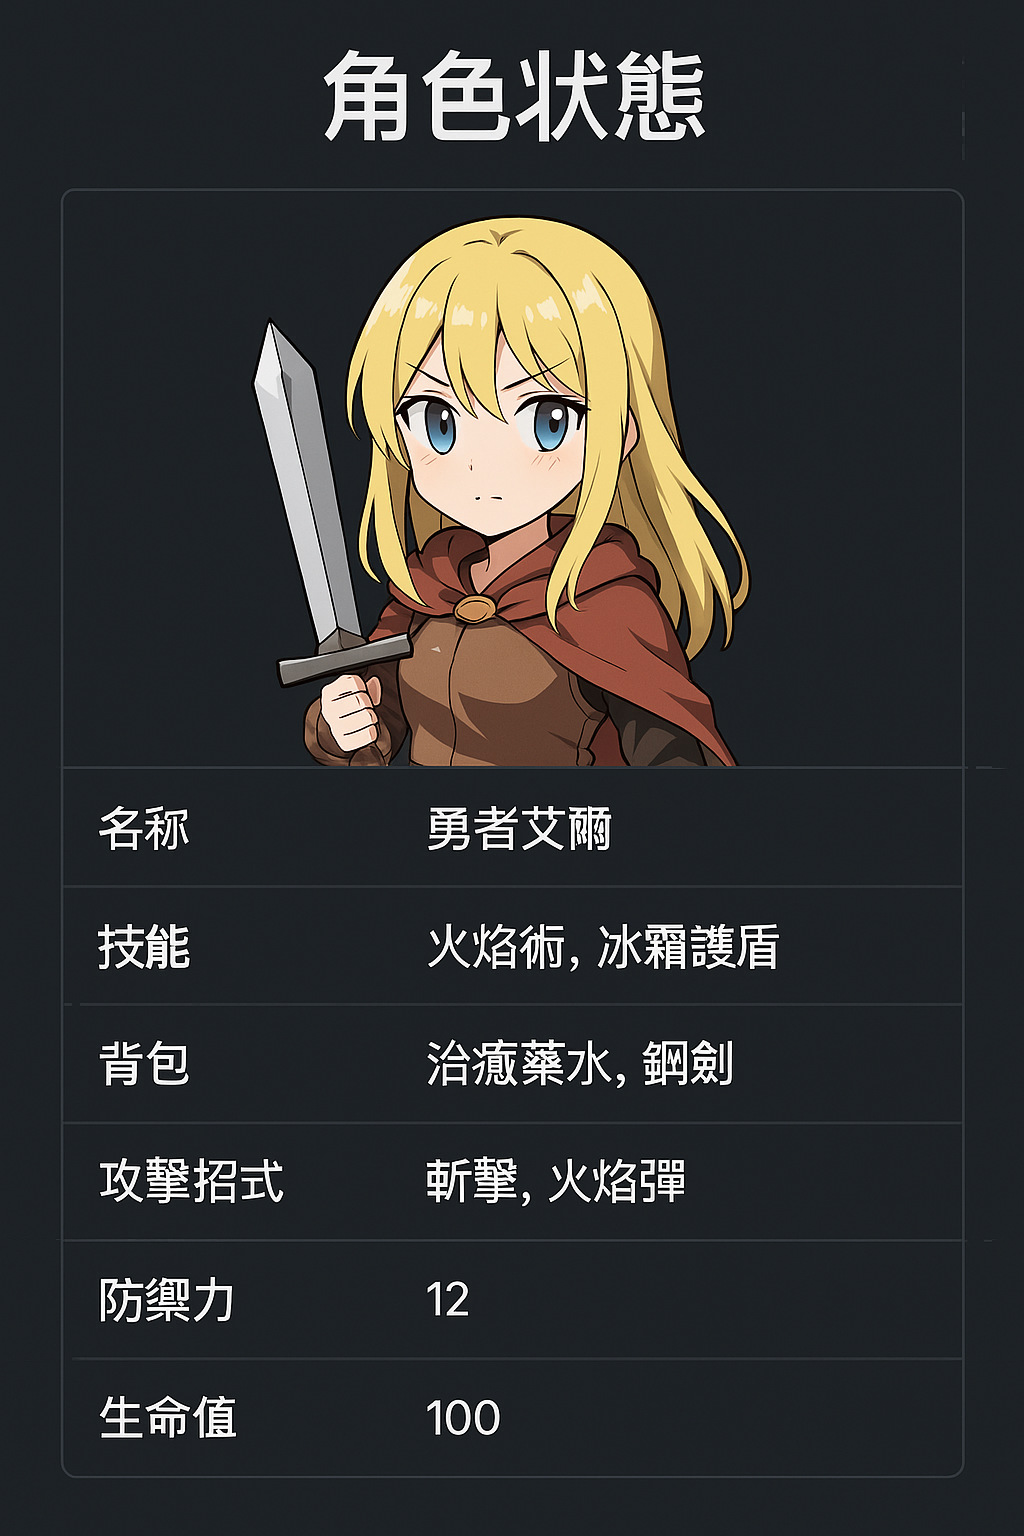 角色状態
名称 勇者艾爾
技能 火焰術, 冰霜護盾
背包 治癒藥水, 鋼劍
攻擊招式 斬擊, 火焰彈
防禦力 12
生命值 100